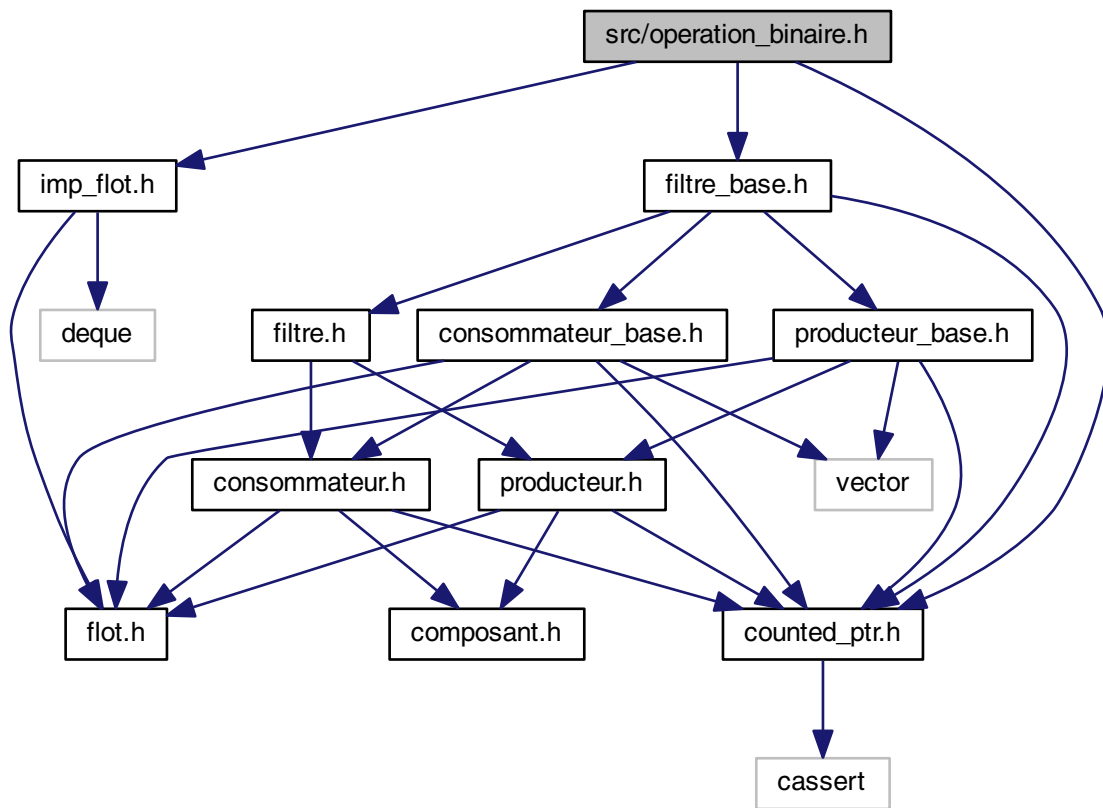 src/operation_binaire.h
imp_flot.h
filtre_base.h
deque
filtre.h
consommateur_base.h
producteur_base.h
consommateur.h
producteur.h
vector
flot.h
composant.h
counted_ptr.h
cassert